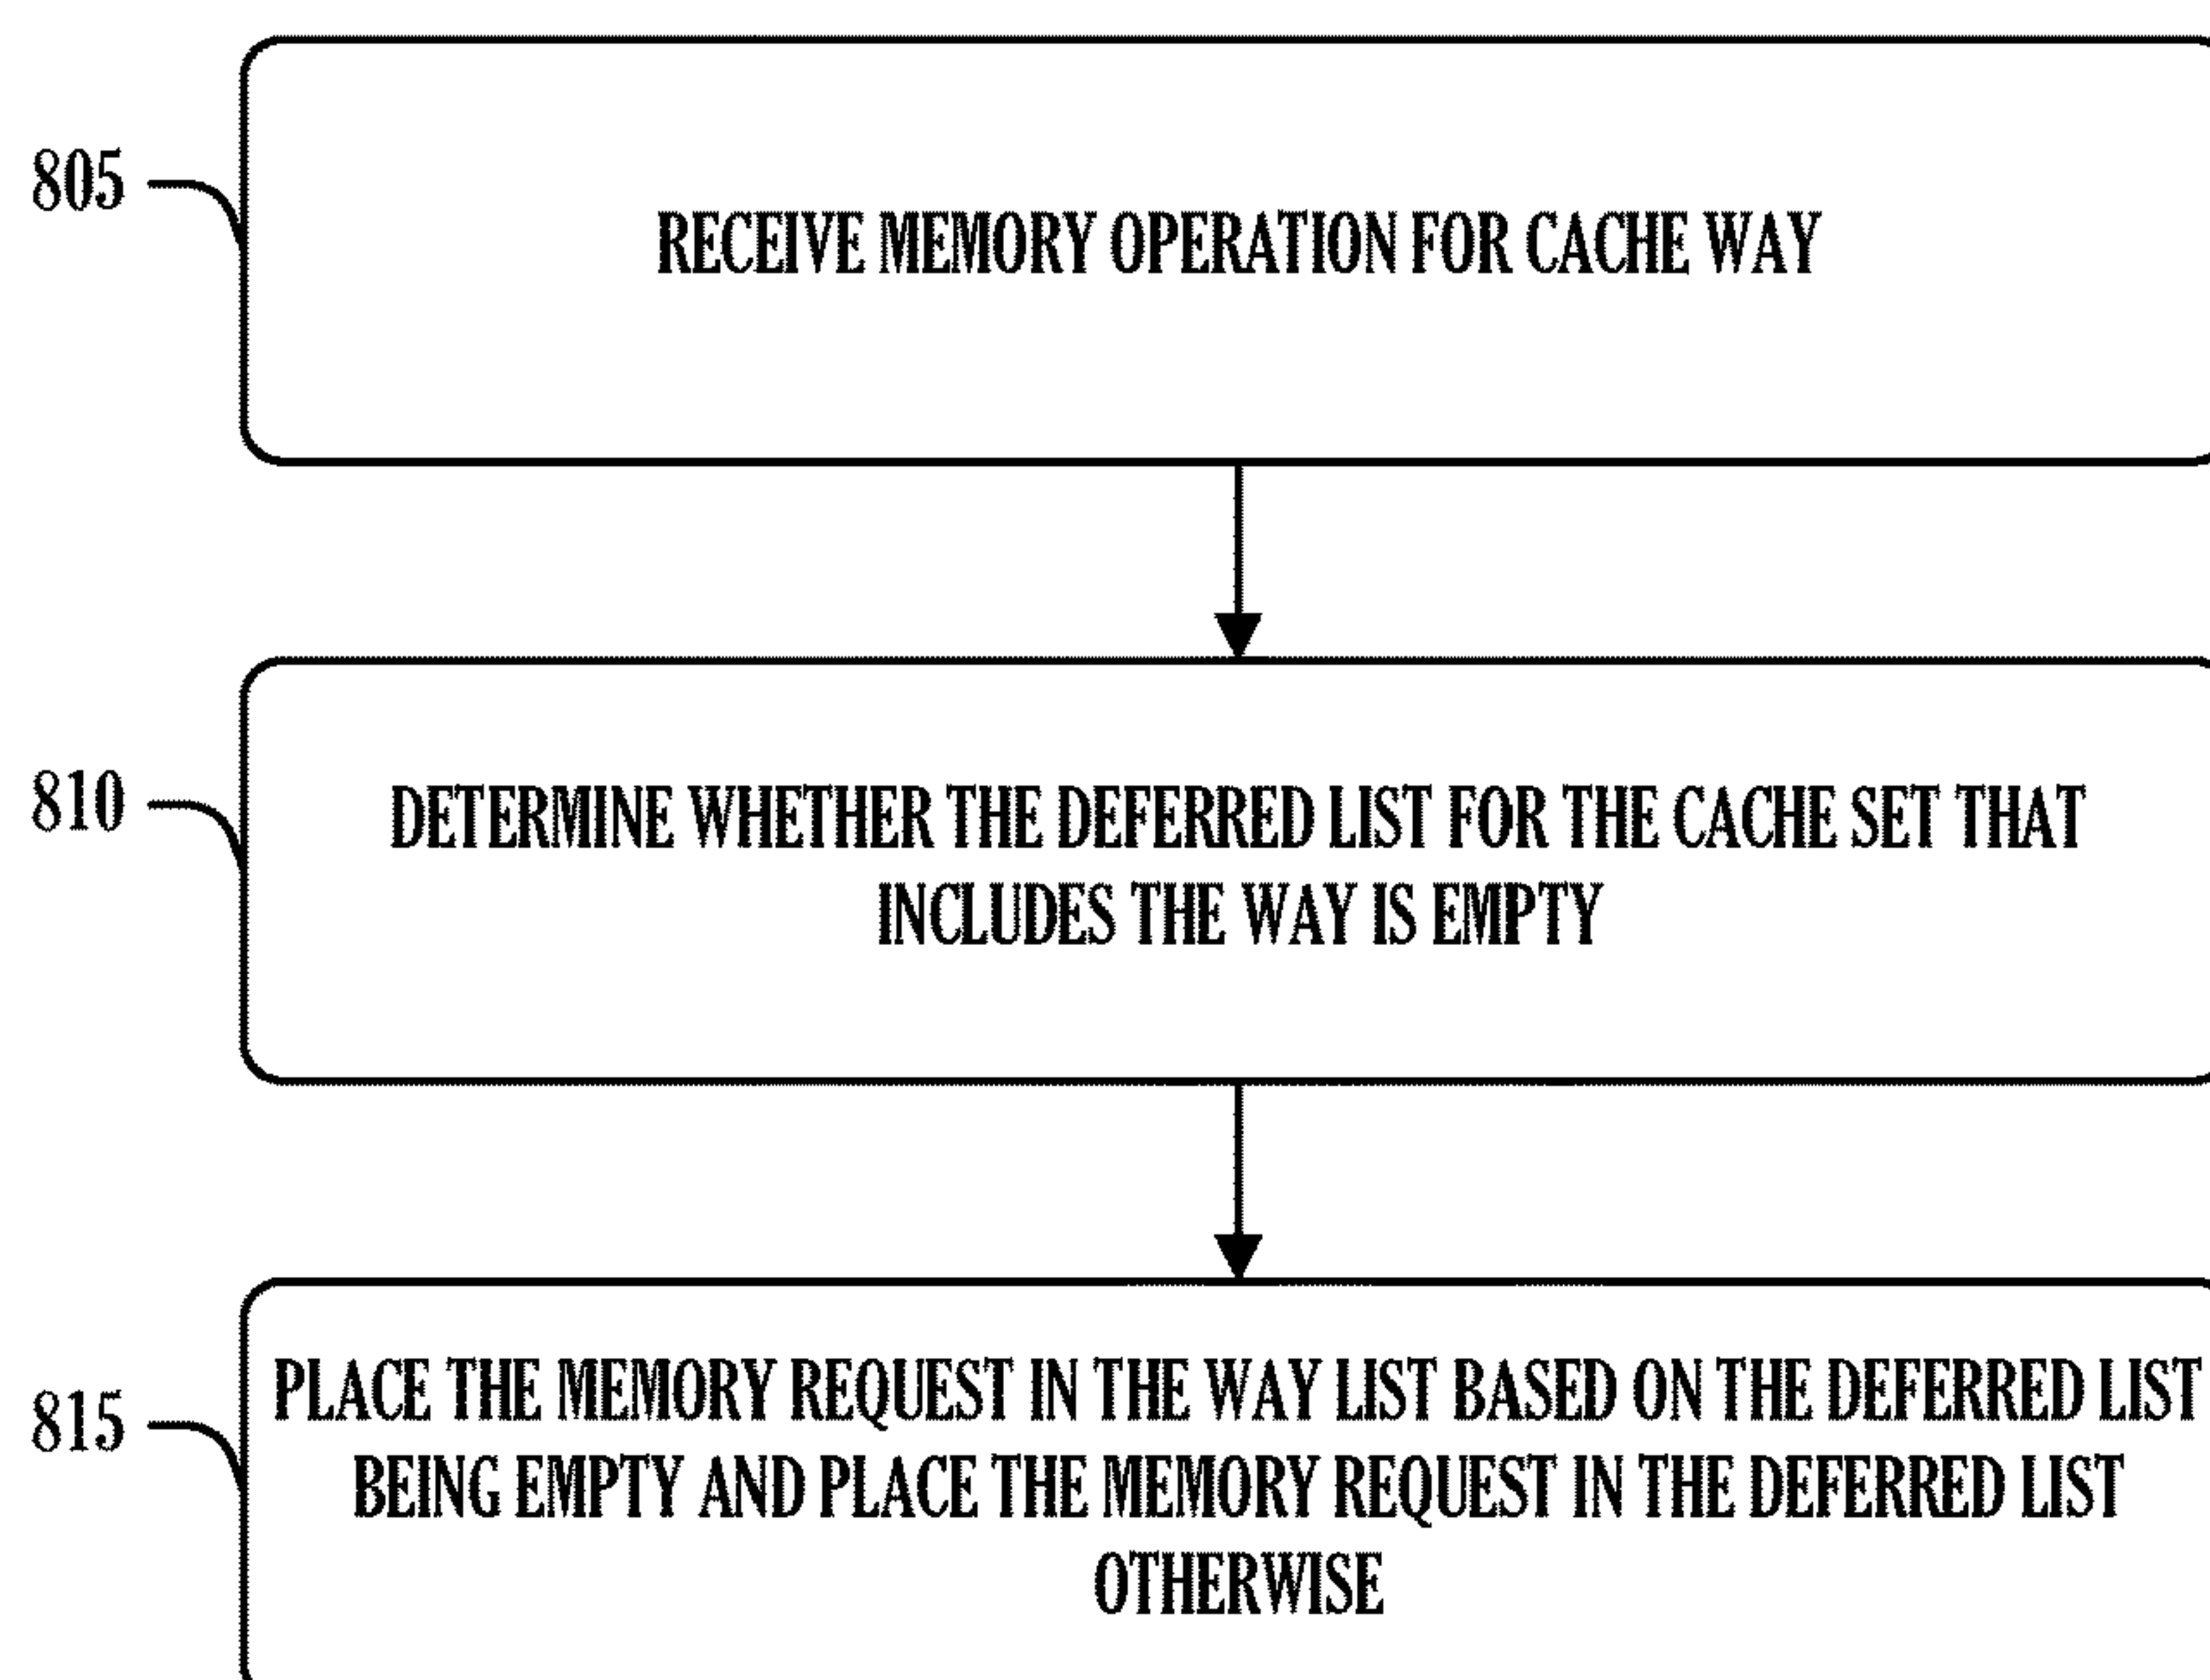 805
RECEIVE MEMORY OPERATION FOR CACHE WAY
810
DETERMINE WHETHER THE DEFERRED LIST FOR THE CACHE SET THAT
INCLUDES THE WAY IS EMPTY
815
PLACE THE MEMORY REQUEST IN THE WAY LIST BASED ON THE DEFERRED LIST
BEING EMPTY AND PLACE THE MEMORY REQUEST IN THE DEFERRED LIST
OTHERWISE